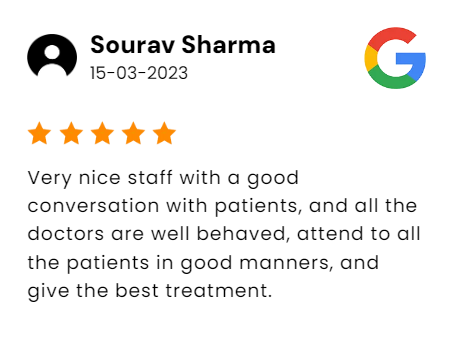 Sourav Sharma
15-03-2023
Very nice staff with a good
conversation with patients, and all the
doctors are well behaved, attend to all
the patients in good manners, and
give the best treatment.